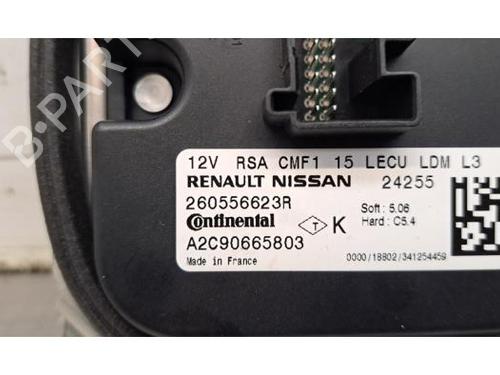 12V RSA CMF1 15 LECU LDM L3
RENAULT NISSAN 24255
260556623R Soft : 5.06
Continental T K Hard : C5.4
A2C90665803
Made in France 0000/18802/341254459
B-PARTS